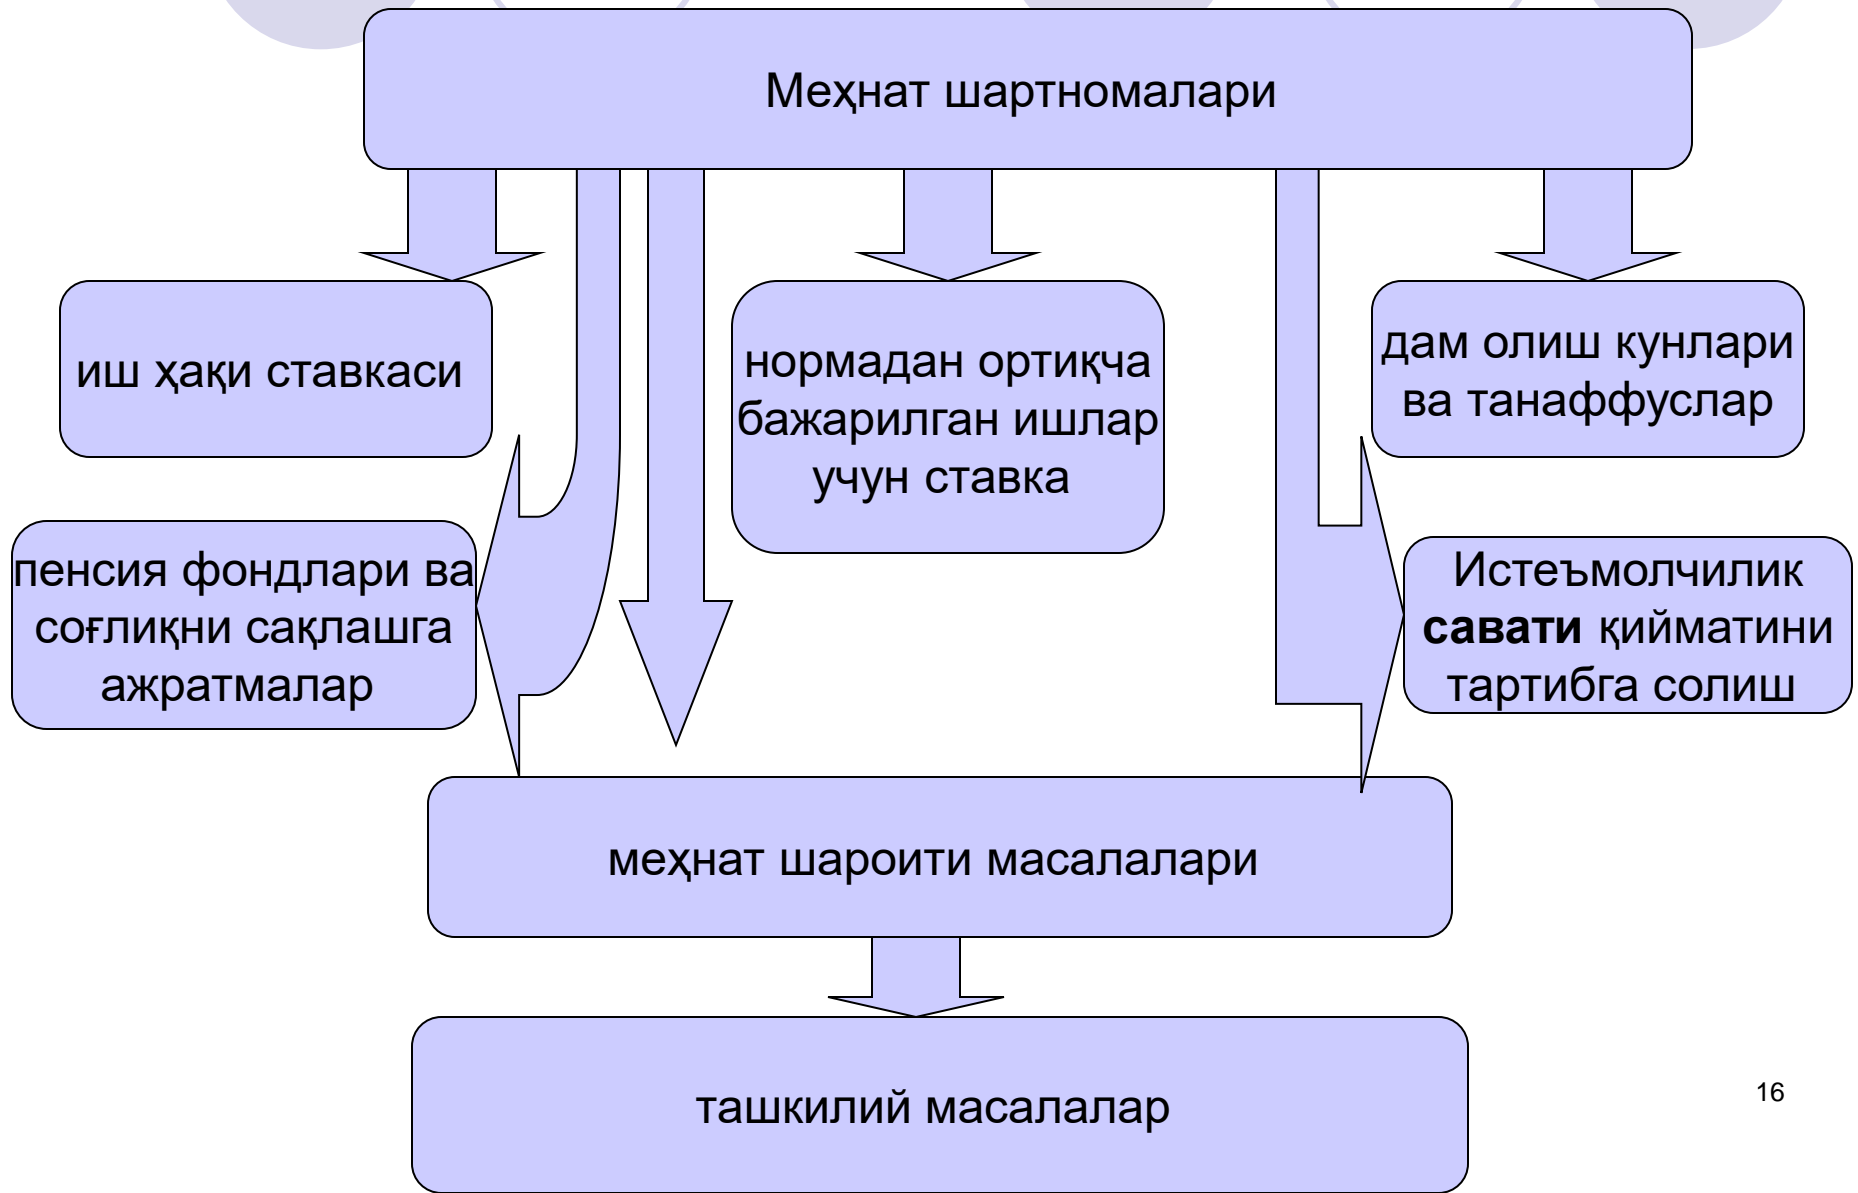 Меҳнат шартномалари
иш ҳақи ставкаси
нормадан ортиқча
бажарилган ишлар
учун ставка
дам олиш кунлари
ва танаффуслар
пенсия фондлари ва
соғлиқни сақлашга
ажратмалар
Истеъмолчилик
савати қийматини
тартибга солиш
меҳнат шароити масалалари
ташкилий масалалар
16